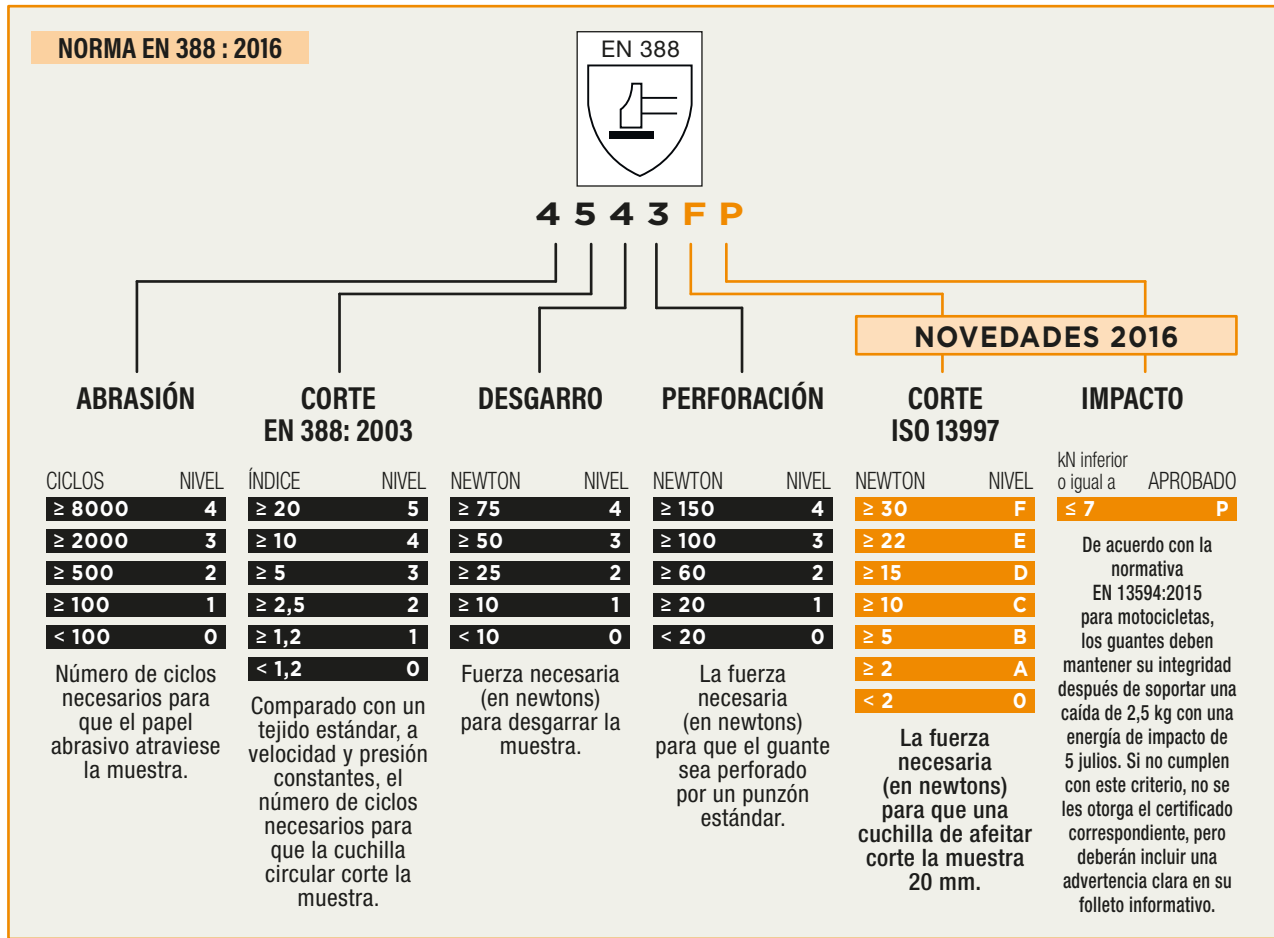 NORMA EN 388 : 2016
EN 388
4 5 4 3 F P
NOVEDADES 2016
ABRASIÓN
CICLOS NIVEL
≥ 8000 4
≥ 2000 3
≥ 500 2
≥ 100 1
< 100 0
Número de ciclos
necesarios para
que el papel
abrasivo atraviese
la muestra.
CORTE
EN 388: 2003
ÍNDICE NIVEL
≥ 20 5
≥ 10 4
≥ 5 3
≥ 2,5 2
≥ 1,2 1
< 1,2 0
Comparado con un
tejido estándar, a
velocidad y presión
constantes, el
número de ciclos
necesarios para
que la cuchilla
circular corte la
muestra.
DESGARRO
NEWTON NIVEL
≥ 75 4
≥ 50 3
≥ 25 2
≥ 10 1
< 10 0
Fuerza necesaria
(en newtons)
para desgarrar la
muestra.
PERFORACIÓN
NEWTON NIVEL
≥ 150 4
≥ 100 3
≥ 60 2
≥ 20 1
< 20 0
La fuerza
necesaria
(en newtons)
para que el guante
sea perforado
por un punzón
estándar.
CORTE
ISO 13997
NEWTON NIVEL
≥ 30 F
≥ 22 E
≥ 15 D
≥ 10 C
≥ 5 B
≥ 2 A
< 2 0
La fuerza
necesaria
(en newtons)
para que una
cuchilla de afeitar
corte la muestra
20 mm.
IMPACTO
kN inferior
o igual a APROBADO
≤ 7 P
De acuerdo con la
normativa
EN 13594:2015
para motocicletas,
los guantes deben
mantener su integridad
después de soportar una
caída de 2,5 kg con una
energía de impacto de
5 julios. Si no cumplen
con este criterio, no se
les otorga el certificado
correspondiente, pero
deberán incluir una
advertencia clara en su
folleto informativo.